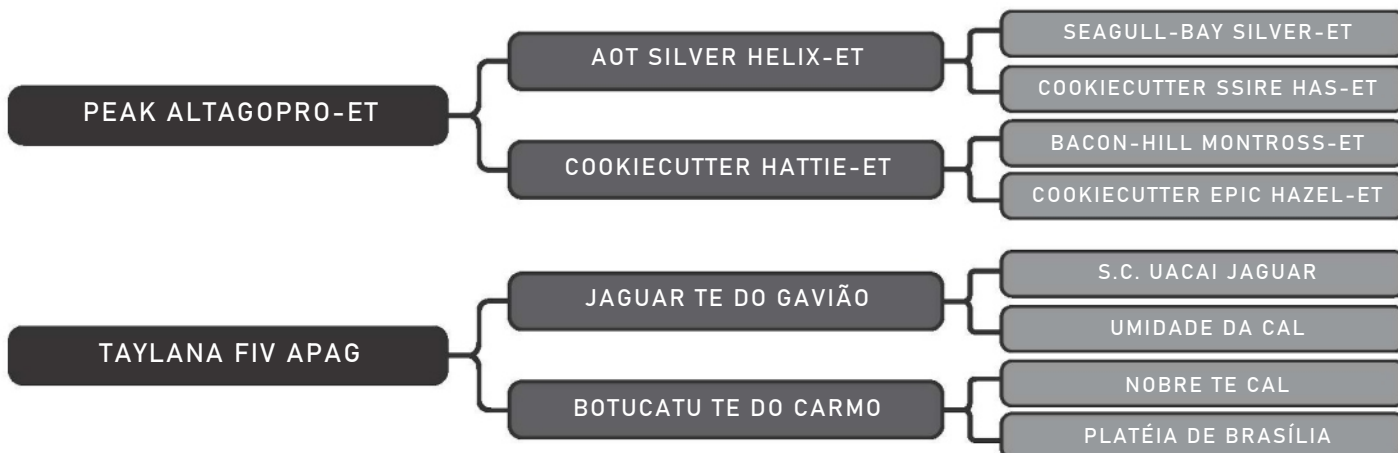 PEAK ALTAGOPRO-ET
AOT SILVER HELIX-ET
SEAGULL-BAY SILVER-ET
COOKIECUTTER SSIRE HAS-ET
COOKIECUTTER HATTIE-ET
BACON-HILL MONTROSS-ET
COOKIECUTTER EPIC HAZEL-ET
TAYLANA FIV APAG
JAGUAR TE DO GAVIÃO
S.C. UACAI JAGUAR
UMIDADE DA CAL
BOTUCATU TE DO CARMO
NOBRE TE CAL
PLATÉIA DE BRASÍLIA